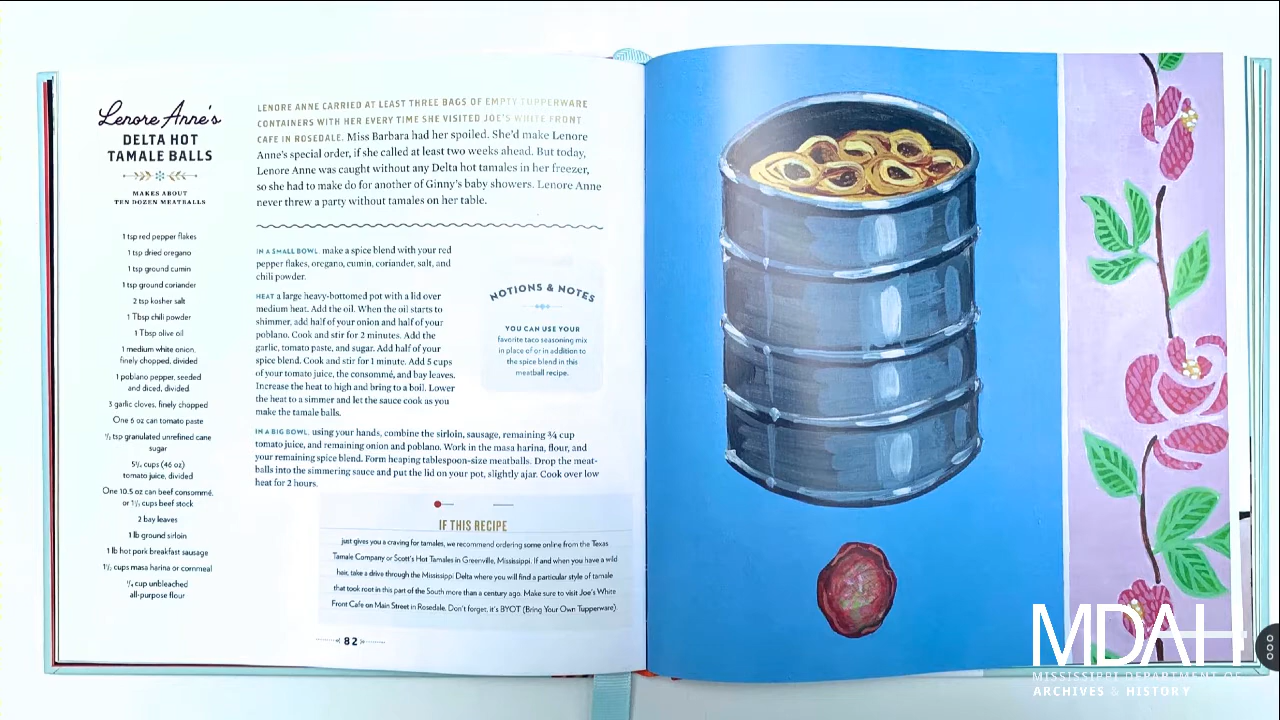 Lenore Anne's
DELTA HOT
TAMALE BALLS
MAKES ABOUT
TEN DOZEN MEATBALLS
1 tsp red pepper flakes
1 tsp dried oregano
1 tsp ground cumin
1 tsp ground coriander
2 tsp kosher salt
1 Tbsp chili powder
1 Tbsp olive oil
1 medium white onion,
finely chopped, divided
1 poblano pepper, seeded
and diced, divided
3 garlic cloves, finely chopped
One 6 oz can tomato paste
½ tsp granulated unrefined cane
sugar
5¾ cups (46 oz)
tomato juice, divided
One 10.5 oz can beef consommé,
or 1⅓ cups beef stock
2 bay leaves
1 lb ground sirloin
1 lb hot pork breakfast sausage
1½ cups masa harina or cornmeal
¼ cup unbleached
all-purpose flour
LENORE ANNE CARRIED AT LEAST THREE BAGS OF EMPTY TUPPERWARE
CONTAINERS WITH HER EVERY TIME SHE VISITED JOE'S WHITE FRONT
CAFE IN ROSEDALE. Miss Barbara had her spoiled. She'd make Lenore
Anne's special order, if she called at least two weeks ahead. But today,
Lenore Anne was caught without any Delta hot tamales in her freezer,
so she had to make do for another of Ginny's baby showers. Lenore Anne
never threw a party without tamales on her table.
IN A SMALL BOWL, make a spice blend with your red
pepper flakes, oregano, cumin, coriander, salt, and
chili powder.
HEAT a large heavy-bottomed pot with a lid over
medium heat. Add the oil. When the oil starts to
shimmer, add half of your onion and half of your
poblano. Cook and stir for 2 minutes. Add the
garlic, tomato paste, and sugar. Add half of your
spice blend. Cook and stir for 1 minute. Add 5 cups
of your tomato juice, the consommé, and bay leaves.
Increase the heat to high and bring to a boil. Lower
the heat to a simmer and let the sauce cook as you
make the tamale balls.
NOTIONS & NOTES
YOU CAN USE YOUR
favorite taco seasoning mix
in place of or in addition to
the spice blend in this
meatball recipe.
IN A BIG BOWL, using your hands, combine the sirloin, sausage, remaining ¾ cup
tomato juice, and remaining onion and poblano. Work in the masa harina, flour, and
your remaining spice blend. Form heaping tablespoon-size meatballs. Drop the meat-
balls into the simmering sauce and put the lid on your pot, slightly ajar. Cook over low
heat for 2 hours.
IF THIS RECIPE
just gives you a craving for tamales, we recommend ordering some online from the Texas
Tamale Company or Scott's Hot Tamales in Greenville, Mississippi. If and when you have a wild
hair, take a drive through the Mississippi Delta where you will find a particular style of tamale
that took root in this part of the South more than a century ago. Make sure to visit Joe's White
Front Cafe on Main Street in Rosedale. Don't forget, it's BYOT (Bring Your Own Tupperware).
82
MDAH
MISSISSIPPI DEPARTMENT OF
ARCHIVES & HISTORY